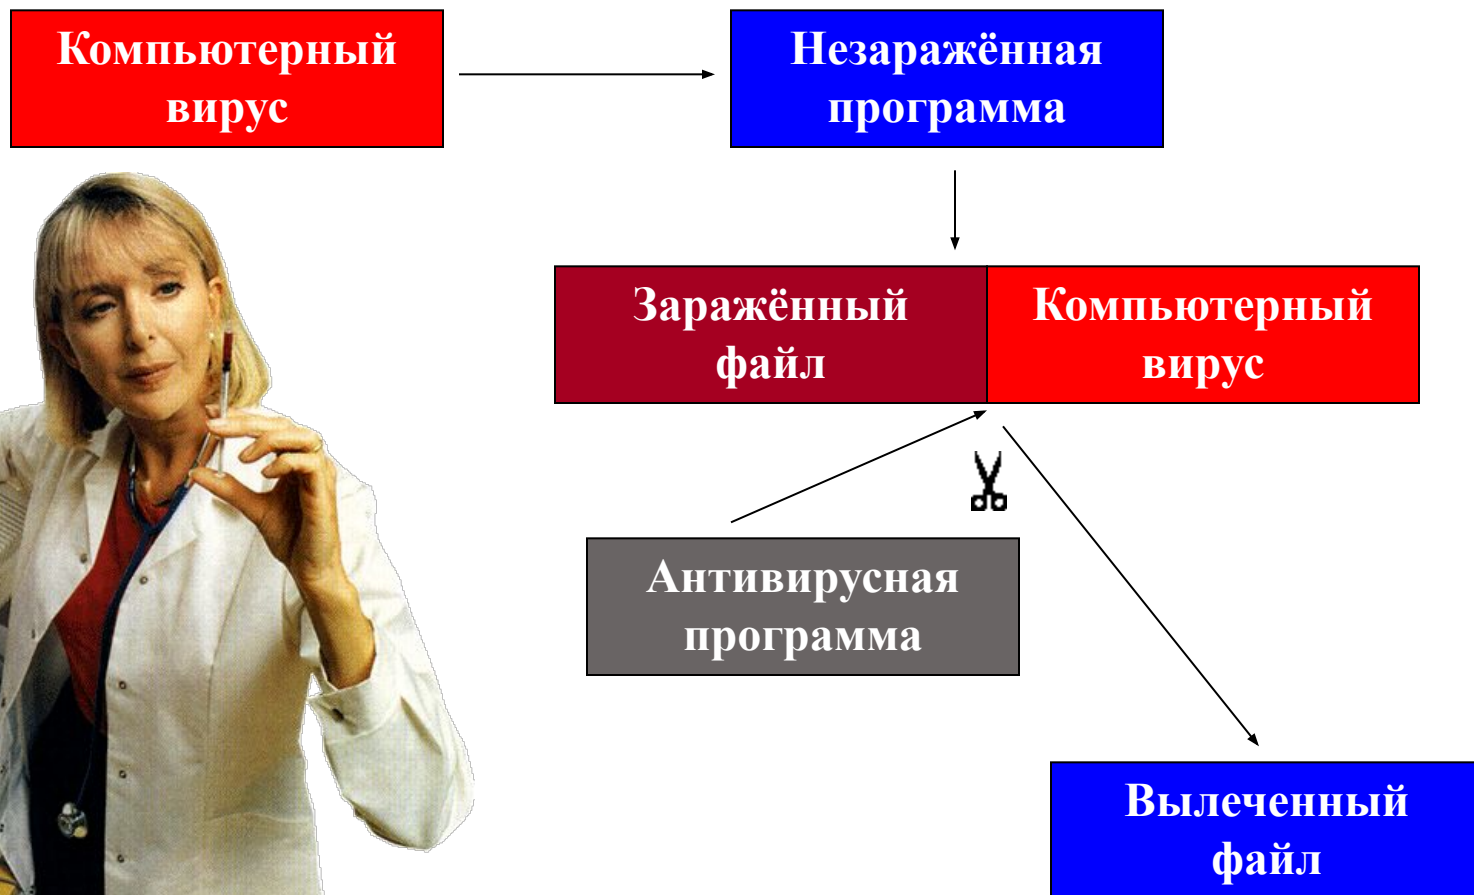 Компьютерный
вирус
Незаражённая
программа
Заражённый
файл
Компьютерный
вирус
Антивирусная
программа
Вылеченный
файл